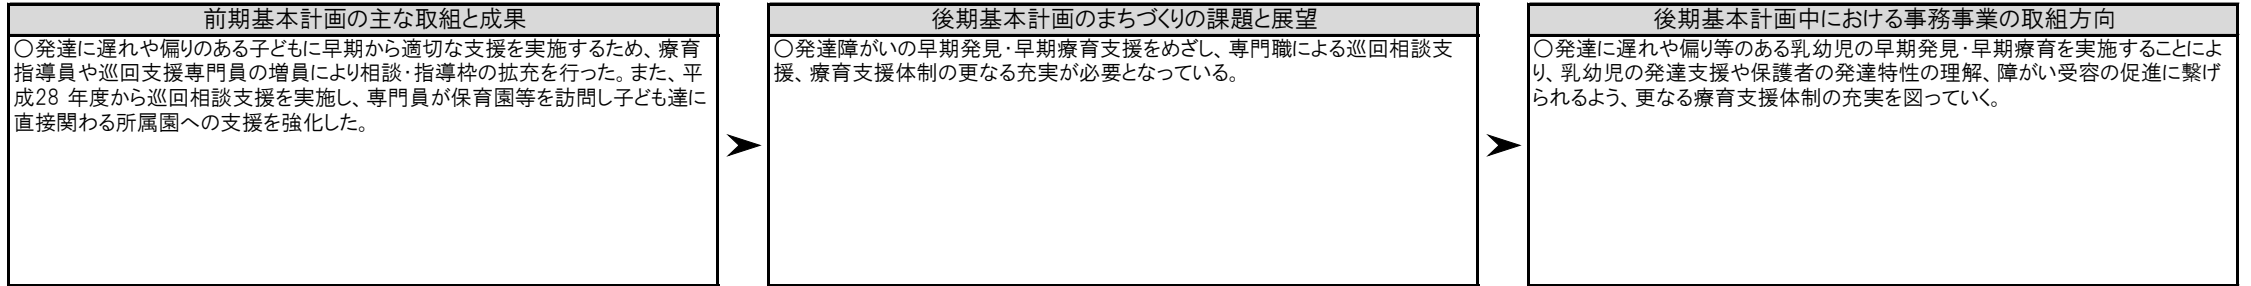 前期基本計画の主な取組と成果
○発達に遅れや偏りのある子どもに早期から適切な支援を実施するため、療育
指導員や巡回支援専門員の増員により相談・指導枠の拡充を行った。また、平
成28 年度から巡回相談支援を実施し、専門員が保育園等を訪問し子ども達に
直接関わる所属園への支援を強化した。
後期基本計画のまちづくりの課題と展望
○発達障がいの早期発見・早期療育支援をめざし、専門職による巡回相談支
援、療育支援体制の更なる充実が必要となっている。
後期基本計画中における事務事業の取組方向
○発達に遅れや偏り等のある乳幼児の早期発見・早期療育を実施することによ
り、乳幼児の発達支援や保護者の発達特性の理解、障がい受容の促進に繋げ
られるよう、更なる療育支援体制の充実を図っていく。